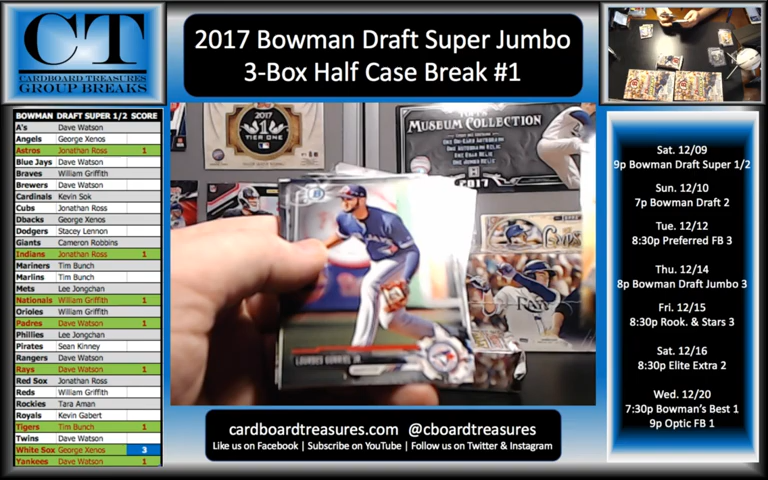 CT
CARDBOARD TREASURES
GROUP BREAKS
2017 Bowman Draft Super Jumbo
3-Box Half Case Break #1
BOWMAN DRAFT SUPER 1/2 SCORE
A's Dave Watson
Angels George Xenos
Astros Jonathan Ross 1
Blue Jays Dave Watson
Braves William Griffith
Brewers Dave Watson
Cardinals Kevin Sok
Cubs Jonathan Ross
Dbacks George Xenos
Dodgers Stacey Lennon
Giants Cameron Robbins
Indians Jonathan Ross 1
Mariners Tim Bunch
Marlins Tim Bunch
Mets Lee Jongchan
Nationals William Griffith 1
Orioles William Griffith
Padres Dave Watson 1
Phillies Lee Jongchan
Pirates Sean Kinney
Rangers Dave Watson
Rays Dave Watson 1
Red Sox Jonathan Ross
Reds William Griffith
Rockies Tara Aman
Royals Kevin Gabert
Tigers Tim Bunch 1
Twins Dave Watson
White Sox George Xenos 3
Yankees Dave Watson 1
2017
TIER ONE
MUSEUM COLLECTION
2017
RAYS
LOURDES GURRIEL JR.
Sat. 12/09
9p Bowman Draft Super 1/2
Sun. 12/10
7p Bowman Draft 2
Tue. 12/12
8:30p Preferred FB 3
Thu. 12/14
8p Bowman Draft Jumbo 3
Fri. 12/15
8:30p Rook. & Stars 3
Sat. 12/16
8:30p Elite Extra 2
Wed. 12/20
7:30p Bowman's Best 1
9p Optic FB 1
cardboardtreasures.com @cboardtreasures
Like us on Facebook | Subscribe on YouTube | Follow us on Twitter & Instagram